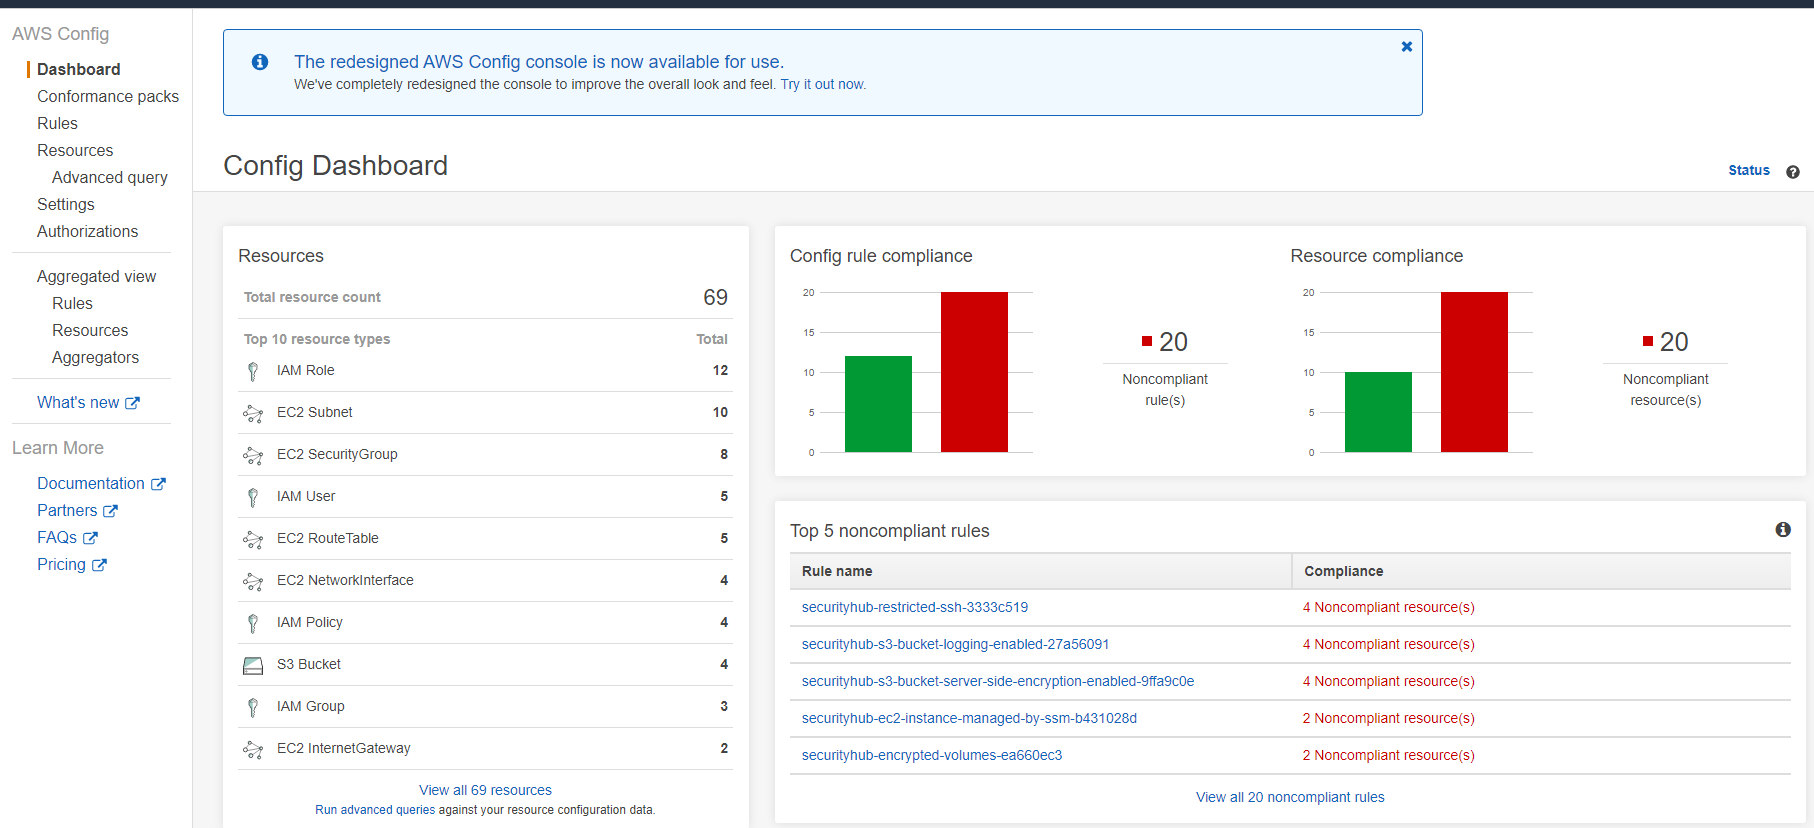 AWS Config
Dashboard
Conformance packs
Rules
Resources
Advanced query
Settings
Authorizations
Aggregated view
Rules
Resources
Aggregators
What's new
Learn More
Documentation
Partners
FAQs
Pricing
The redesigned AWS Config console is now available for use.
We've completely redesigned the console to improve the overall look and feel. Try it out now.
Config Dashboard
Status
Resources
Total resource count 69
Top 10 resource types Total
IAM Role 12
EC2 Subnet 10
EC2 SecurityGroup 8
IAM User 5
EC2 RouteTable 5
EC2 NetworkInterface 4
IAM Policy 4
S3 Bucket 4
IAM Group 3
EC2 InternetGateway 2
View all 69 resources
Run advanced queries against your resource configuration data.
Config rule compliance
20
15
10
5
0
20
Noncompliant
rule(s)
Resource compliance
20
15
10
5
0
20
Noncompliant
resource(s)
Top 5 noncompliant rules
Rule name Compliance
securityhub-restricted-ssh-3333c519 4 Noncompliant resource(s)
securityhub-s3-bucket-logging-enabled-27a56091 4 Noncompliant resource(s)
securityhub-s3-bucket-server-side-encryption-enabled-9ffa9c0e 4 Noncompliant resource(s)
securityhub-ec2-instance-managed-by-ssm-b431028d 2 Noncompliant resource(s)
securityhub-encrypted-volumes-ea660ec3 2 Noncompliant resource(s)
View all 20 noncompliant rules